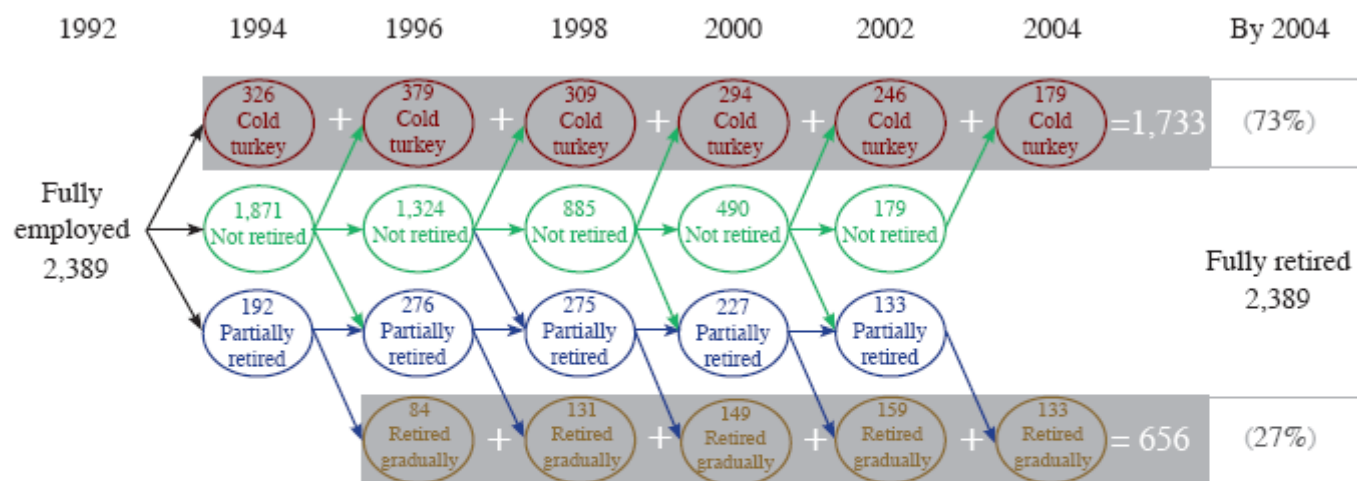 1992 1994 1996 1998 2000 2002 2004 By 2004
326 379 309 294 246 179
Cold Cold Cold Cold Cold Cold
turkey + turkey + turkey + turkey + turkey + turkey =1,733 (73%)
Fully
employed
2,389
1,871 1,324 885 490 179
Not retired Not retired Not retired Not retired Not retired
Fully retired
2,389
192 276 275 227 133
Partially Partially Partially Partially Partially
retired retired retired retired retired
84 131 149 159 133
Retired Retired Retired Retired Retired
gradually + gradually + gradually + gradually + gradually = 656 (27%)